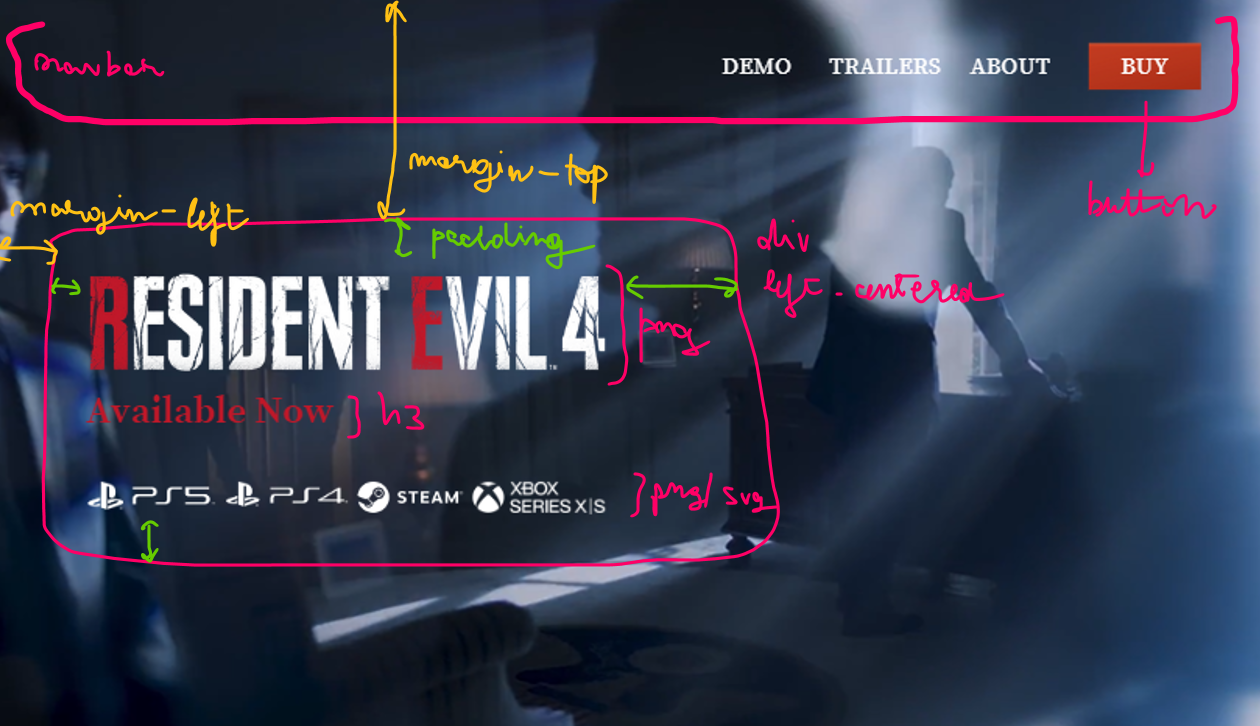 navbar
DEMO TRAILERS ABOUT BUY
margin-top
button
margin-left
padding
div
left-centered
RESIDENT EVIL 4
png
Available Now
h3
PS5 PS4 STEAM XBOX
SERIES X|S
png/svg